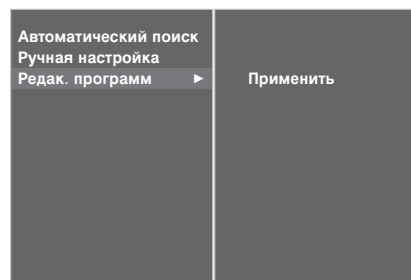 Автоматический поиск
Ручная настройка
Редак. программ ► Применить